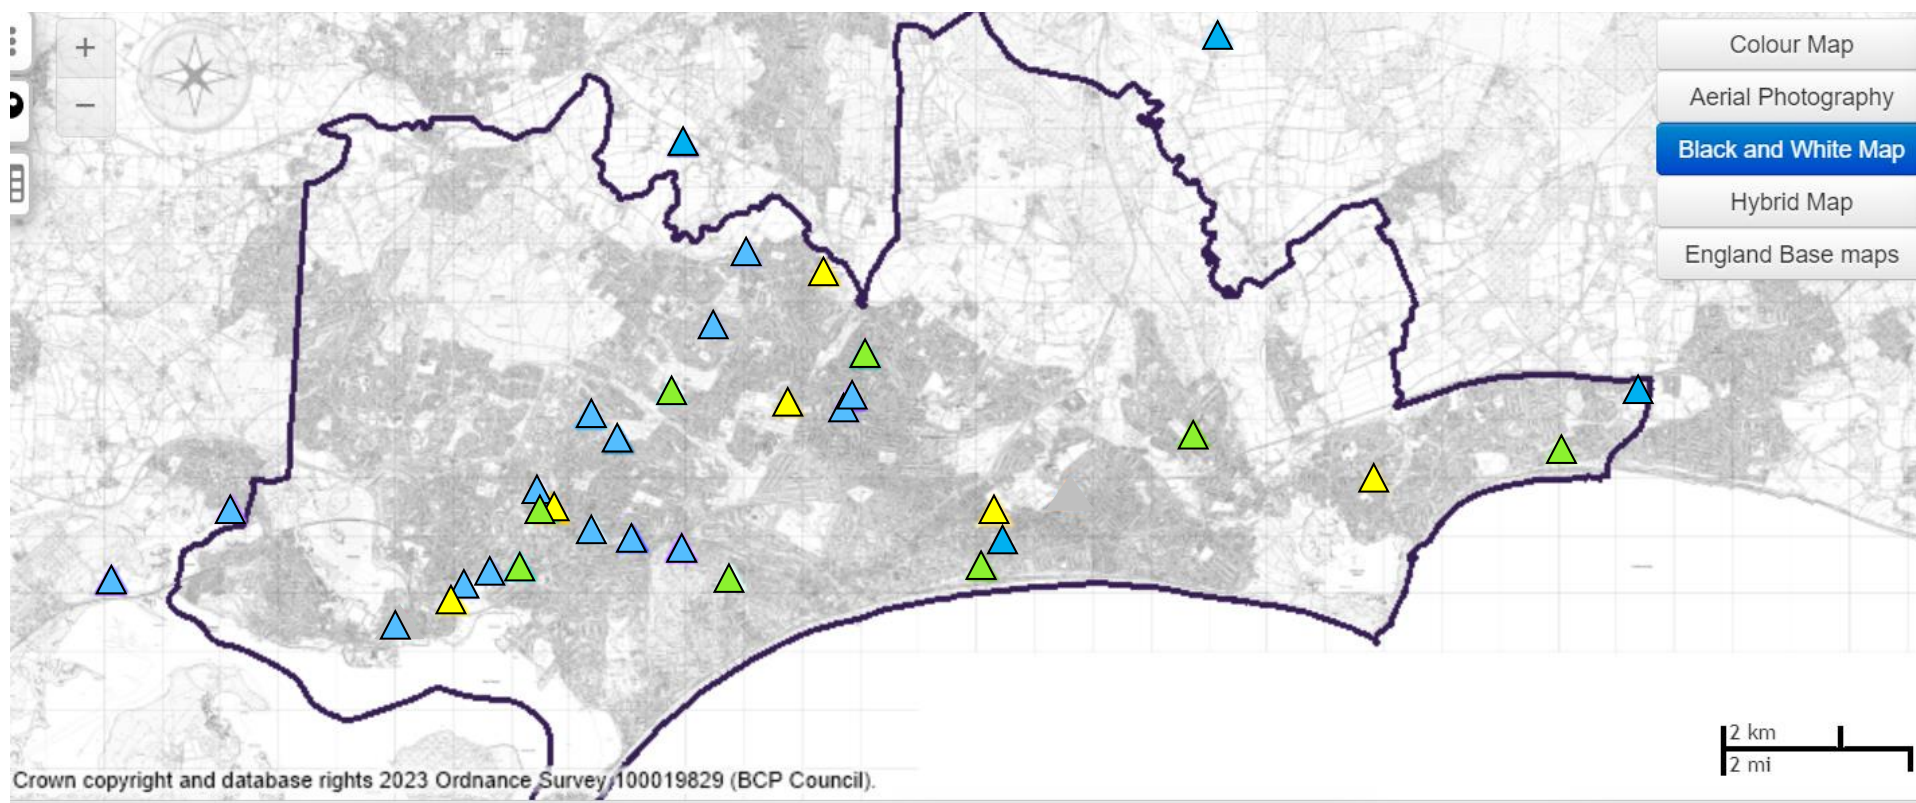 Colour Map
Aerial Photography
Black and White Map
Hybrid Map
England Base maps
2 km
2 mi
Crown copyright and database rights 2023 Ordnance Survey 100019829 (BCP Council).